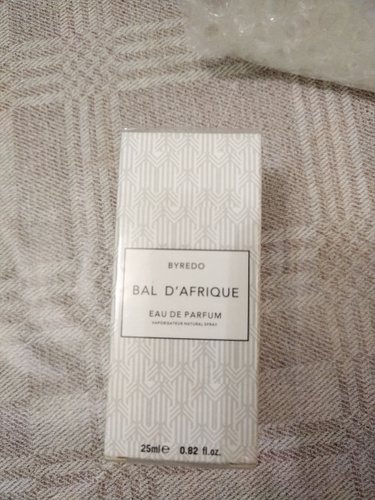 BYREDO
BAL D'AFRIQUE
EAU DE PARFUM
VAPORISATEUR NATURAL SPRAY
25ml℮ 0.82 fl.oz.